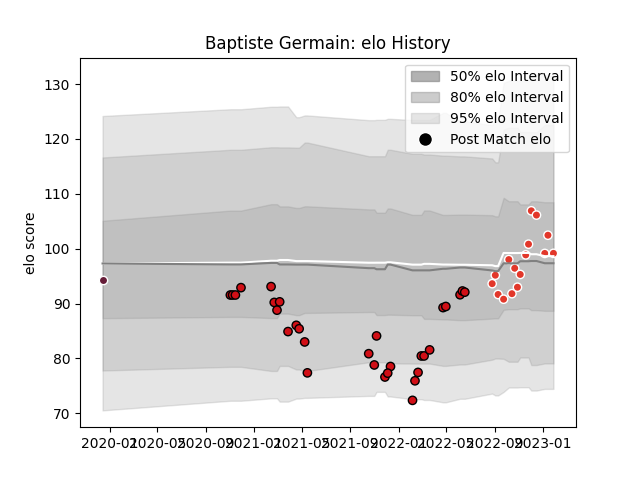 Baptiste Germain: elo History
50% elo Interval
80% elo Interval
95% elo Interval
Post Match elo
elo score
130
120
110
100
90
80
70
2020-01 2020-05 2020-09 2021-01 2021-05 2021-09 2022-01 2022-05 2022-09 2023-01